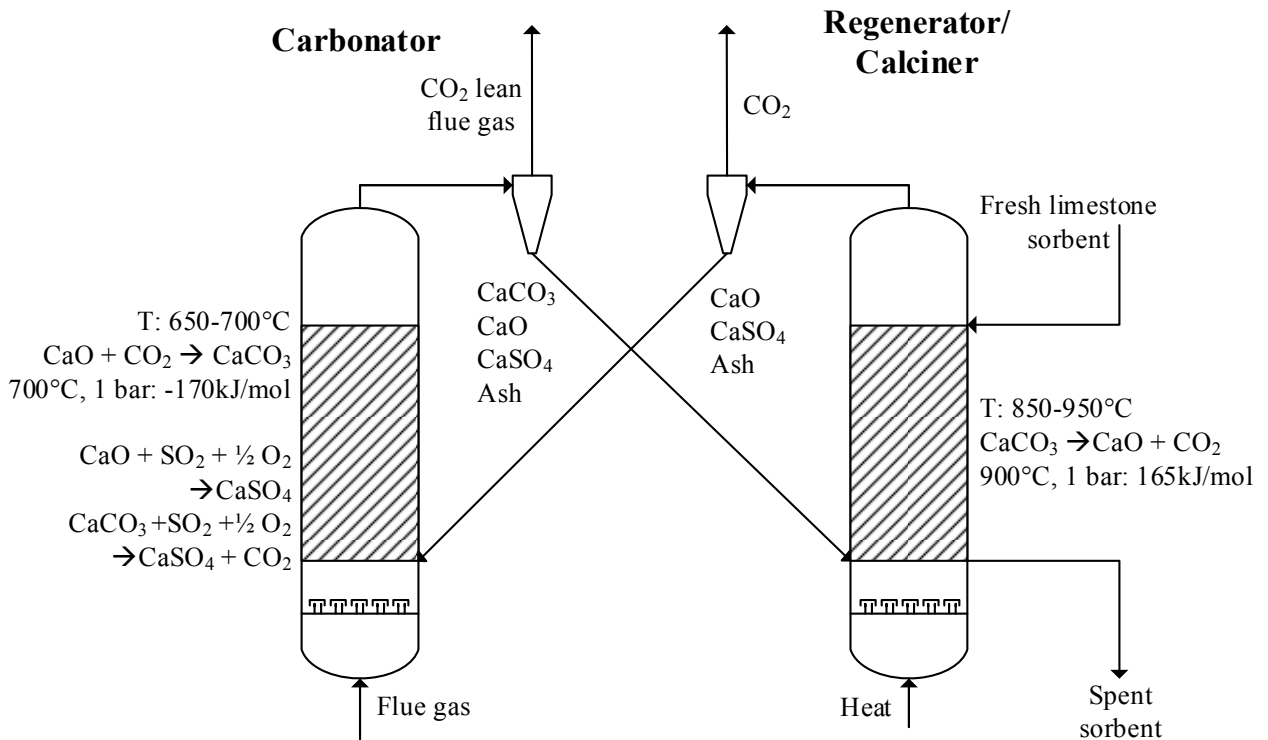 Carbonator
Regenerator/
Calciner
CO₂ lean
flue gas
CO₂
Fresh limestone
sorbent
CaCO₃
CaO
CaSO₄
Ash
CaO
CaSO₄
Ash
T: 650-700°C
CaO + CO₂ → CaCO₃
700°C, 1 bar: -170kJ/mol
CaO + SO₂ + ½ O₂
→CaSO₄
CaCO₃ +SO₂ +½ O₂
→CaSO₄ + CO₂
T: 850-950°C
CaCO₃ →CaO + CO₂
900°C, 1 bar: 165kJ/mol
Flue gas
Heat
Spent
sorbent